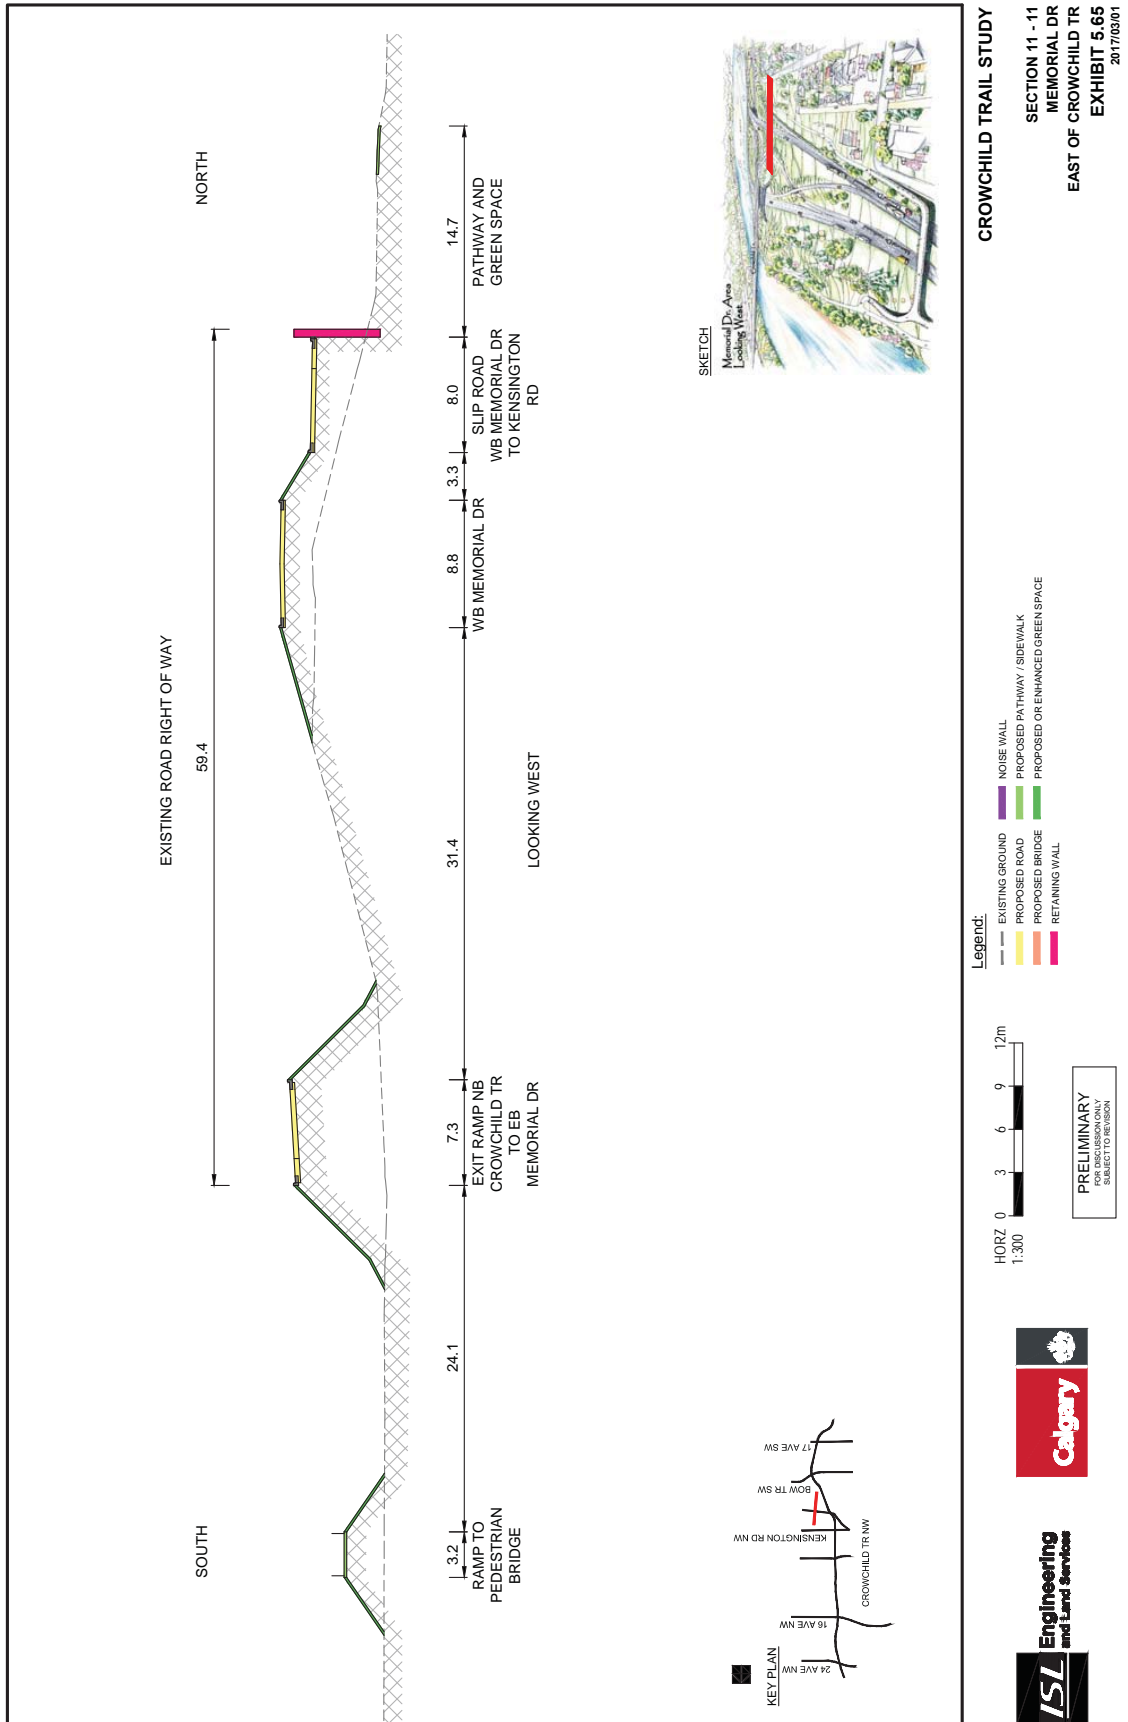 SOUTH
EXISTING ROAD RIGHT OF WAY
NORTH
59.4
3.2
24.1
7.3
31.4
8.8
3.3
8.0
14.7
RAMP TO
PEDESTRIAN
BRIDGE
EXIT RAMP NB
CROWCHILD TR
TO EB
MEMORIAL DR
WB MEMORIAL DR
SLIP ROAD
WB MEMORIAL DR
TO KENSINGTON
RD
PATHWAY AND
GREEN SPACE
LOOKING WEST
KEY PLAN
24 AVE NW
16 AVE NW
CROWCHILD TR NW
KENSINGTON RD NW
BOW TR SW
17 AVE SW
SKETCH
Memorial Dr. Area
Looking West
ISL Engineering
and Land Services
Calgary
HORZ
1:300
0 3 6 9 12m
PRELIMINARY
FOR DISCUSSION ONLY
SUBJECT TO REVISION
Legend:
EXISTING GROUND
PROPOSED ROAD
PROPOSED BRIDGE
RETAINING WALL
NOISE WALL
PROPOSED PATHWAY / SIDEWALK
PROPOSED OR ENHANCED GREEN SPACE
CROWCHILD TRAIL STUDY
SECTION 11 - 11
MEMORIAL DR
EAST OF CROWCHILD TR
EXHIBIT 5.65
2017/03/01